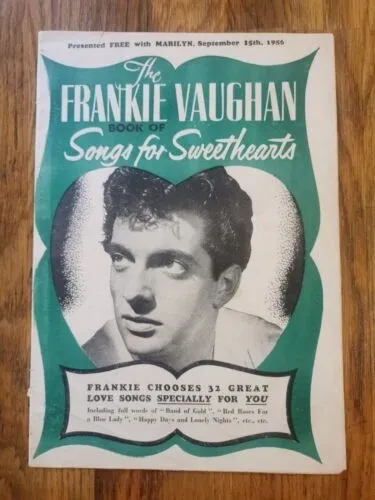 Presented FREE with MARILYN, September 15th, 1956
The
FRANKIE VAUGHAN
BOOK OF
Songs for Sweethearts
FRANKIE CHOOSES 32 GREAT
LOVE SONGS SPECIALLY FOR YOU
Including full words of "Band of Gold", "Red Roses For
a Blue Lady", "Happy Days and Lonely Nights", etc., etc.